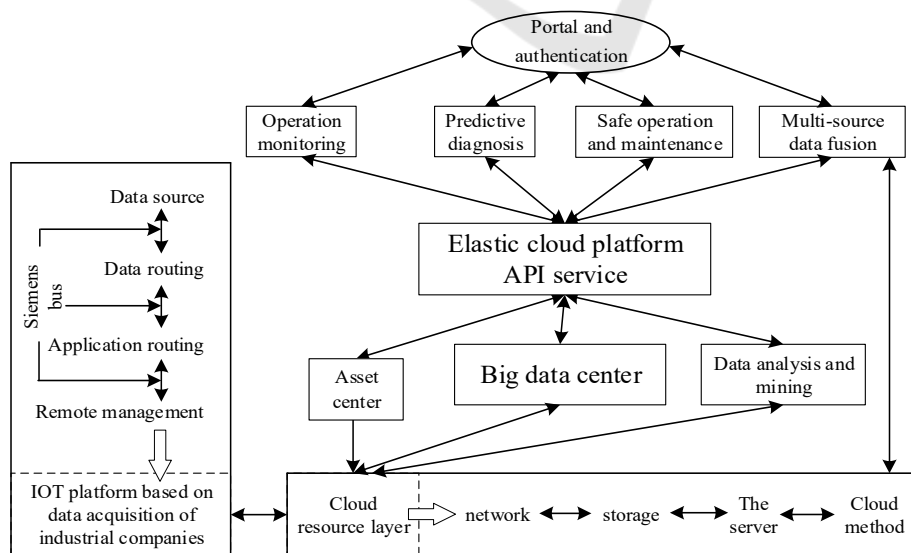 Portal and
authentication
Operation
monitoring
Predictive
diagnosis
Safe operation
and maintenance
Multi-source
data fusion
Elastic cloud platform
API service
Asset
center
Big data center
Data analysis and
mining
Siemens
bus
Data source
Data routing
Application routing
Remote management
IOT platform based on
data acquisition of
industrial companies
Cloud
resource layer
network
storage
The
server
Cloud
method